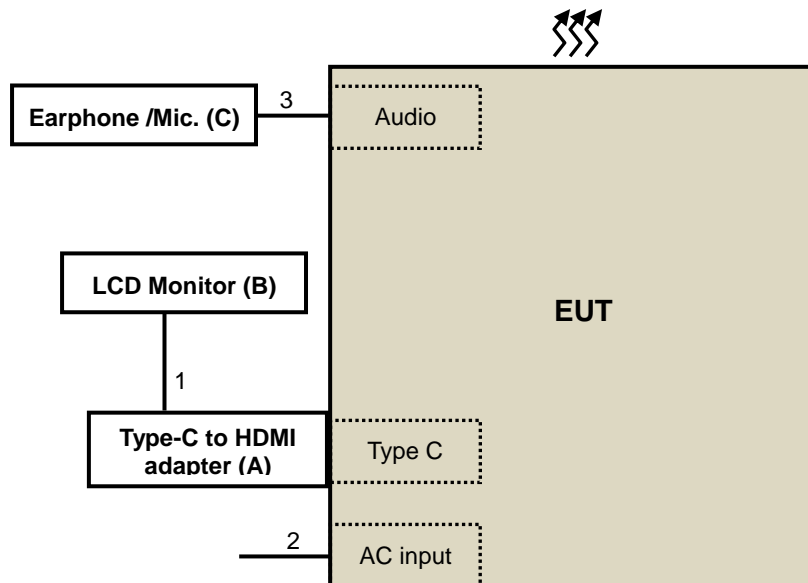 Earphone /Mic. (C)
3
Audio
LCD Monitor (B)
EUT
1
Type-C to HDMI
adapter (A)
Type C
2
AC input